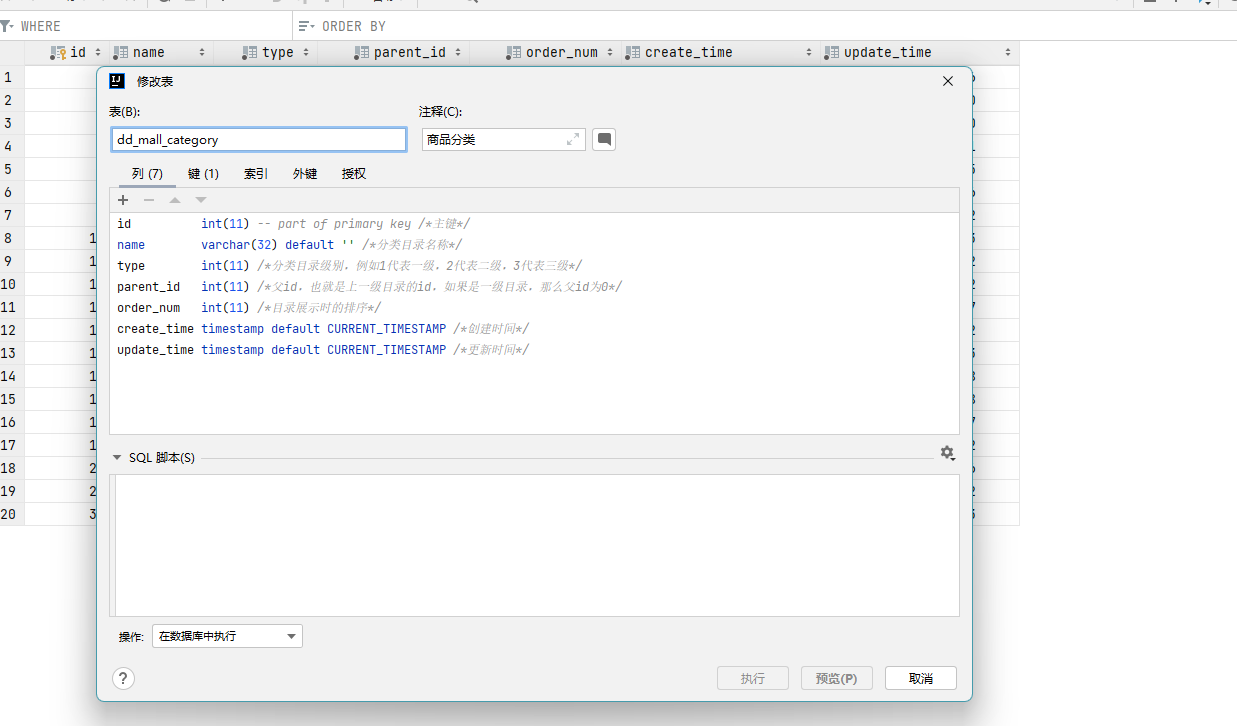 WHERE
ORDER BY
id name type parent_id order_num create_time update_time
修改表
表(B):
注释(C):
dd_mall_category
商品分类
列 (7) 键 (1) 索引 外键 授权
id int(11) -- part of primary key /*主键*/
name varchar(32) default '' /*分类目录名称*/
type int(11) /*分类目录级别，例如1代表一级，2代表二级，3代表三级*/
parent_id int(11) /*父id，也就是上一级目录的id，如果是一级目录，那么父id为0*/
order_num int(11) /*目录展示时的排序*/
create_time timestamp default CURRENT_TIMESTAMP /*创建时间*/
update_time timestamp default CURRENT_TIMESTAMP /*更新时间*/
SQL 脚本(S)
操作:
在数据库中执行
?
执行
预览(P)
取消
1
2
3
4
5
6
7
8 1
9 1
10 1
11 1
12 1
13 1
14 1
15 1
16 1
17 1
18 2
19 2
20 3